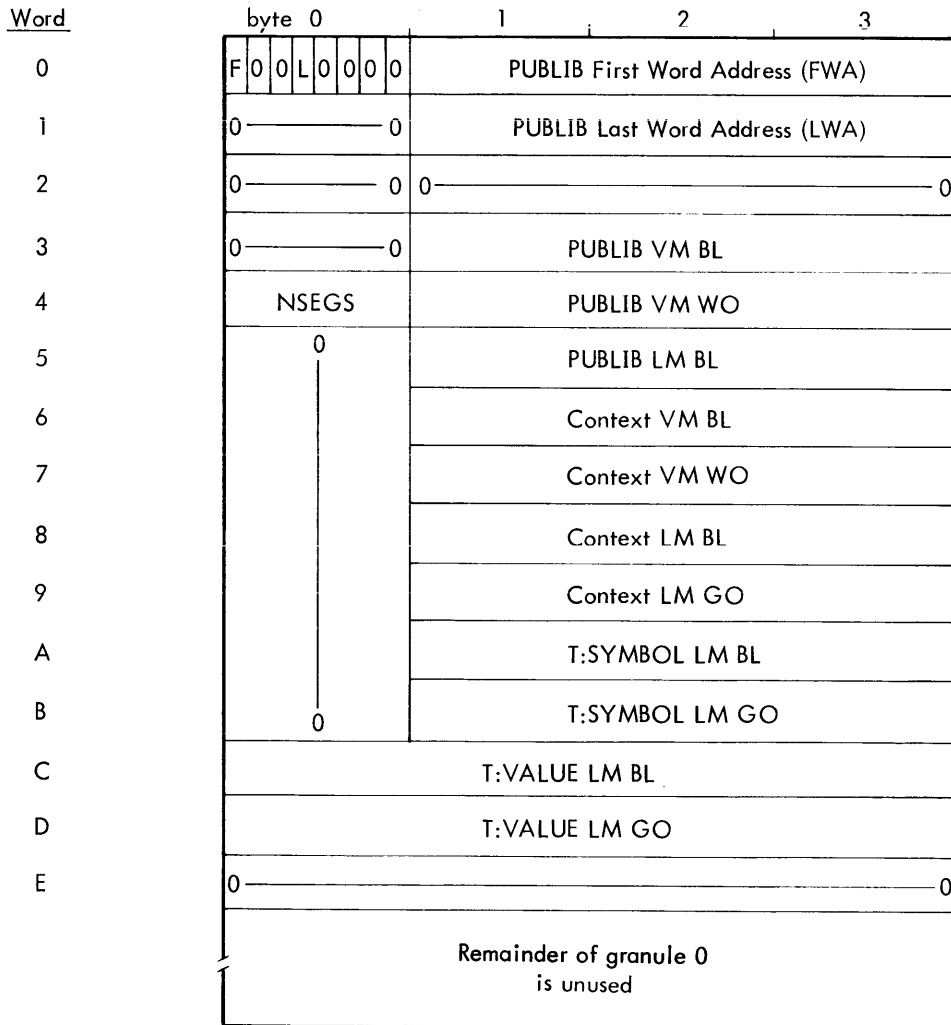 Word byte 0 1 2 3
0 F 0 0 L 0 0 0 0 PUBLIB First Word Address (FWA)
1 0 0 PUBLIB Last Word Address (LWA)
2 0 0 0 0
3 0 0 PUBLIB VM BL
4 NSEGS PUBLIB VM WO
0
5 PUBLIB LM BL
6 Context VM BL
7 Context VM WO
8 Context LM BL
9 Context LM GO
A T:SYMBOL LM BL
B T:SYMBOL LM GO
0
C T:VALUE LM BL
D T:VALUE LM GO
E 0 0
Remainder of granule 0
is unused